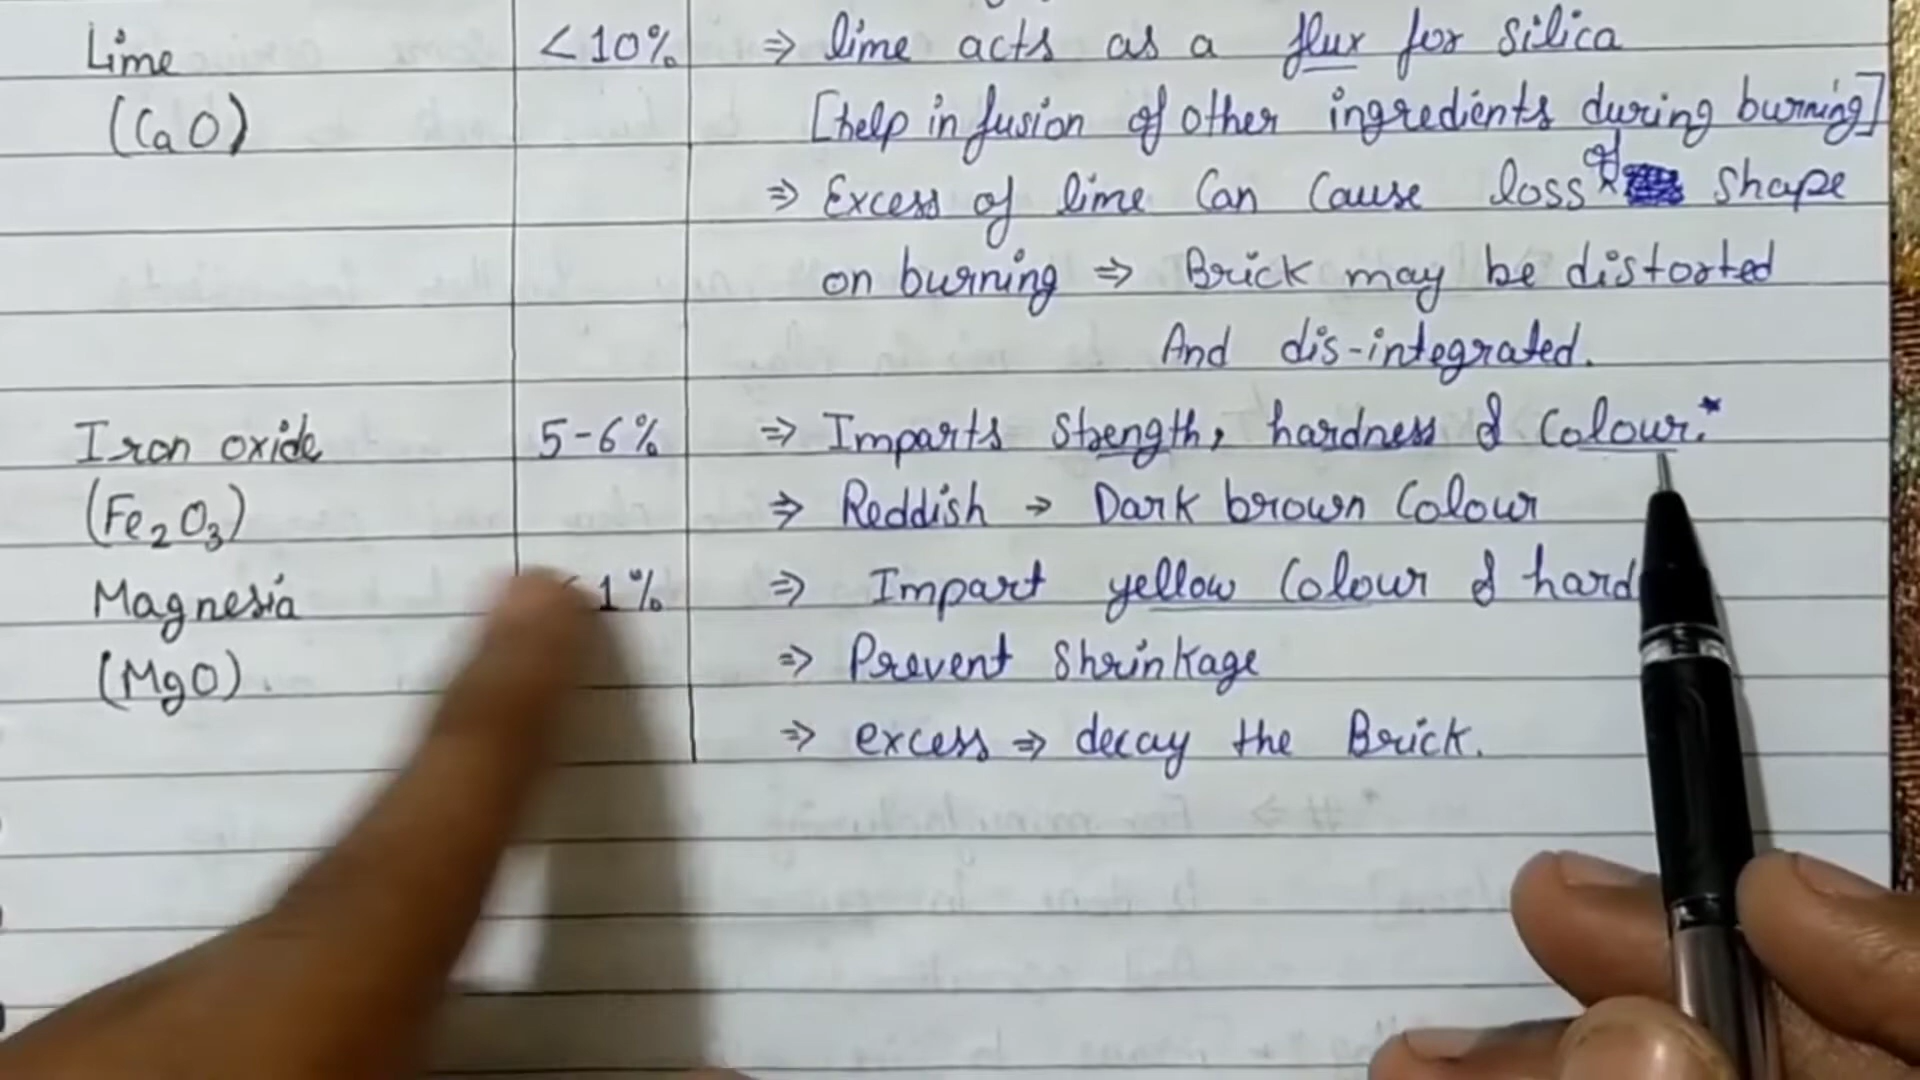 Lime <10% ⇒ lime acts as a flux for silica
(CaO) [help in fusion of other ingredients during burning]
⇒ Excess of lime Can Cause loss of shape
on burning ⇒ Brick may be distorted
And dis-integrated.
Iron oxide 5-6% ⇒ Imparts Strength, hardness & Colour.*
(Fe2O3) ⇒ Reddish → Dark brown Colour
Magnesia 1% ⇒ Impart yellow Colour & hard
(MgO) ⇒ Prevent Shrinkage
⇒ excess ⇒ decay the Brick.